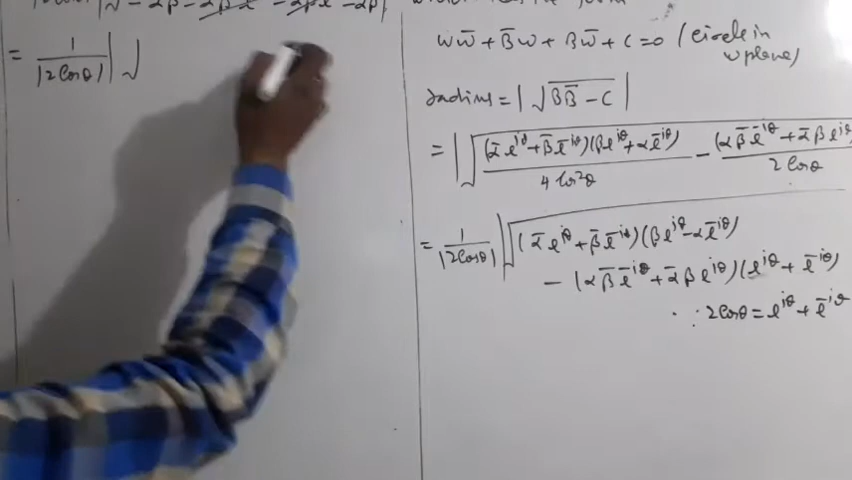 = 1/|2cosθ| | √
ww̄ + B̄w + Bw̄ + C = 0 (circle in
w plane)
radius = |√(BB̄ - C)|
= |√((ᾱe^{iθ} + β̄e^{-iθ})(βe^{iθ} + αe^{-iθ})/4cos²θ - (αβ̄e^{-iθ} + ᾱβe^{iθ})/2cosθ
= 1/|2cosθ| |√((ᾱe^{iθ} + β̄e^{-iθ})(βe^{iθ} - αe^{-iθ})
- (αβ̄e^{-iθ} + ᾱβe^{iθ})(e^{iθ} + e^{-iθ})
∵ 2cosθ = e^{iθ} + e^{-iθ}